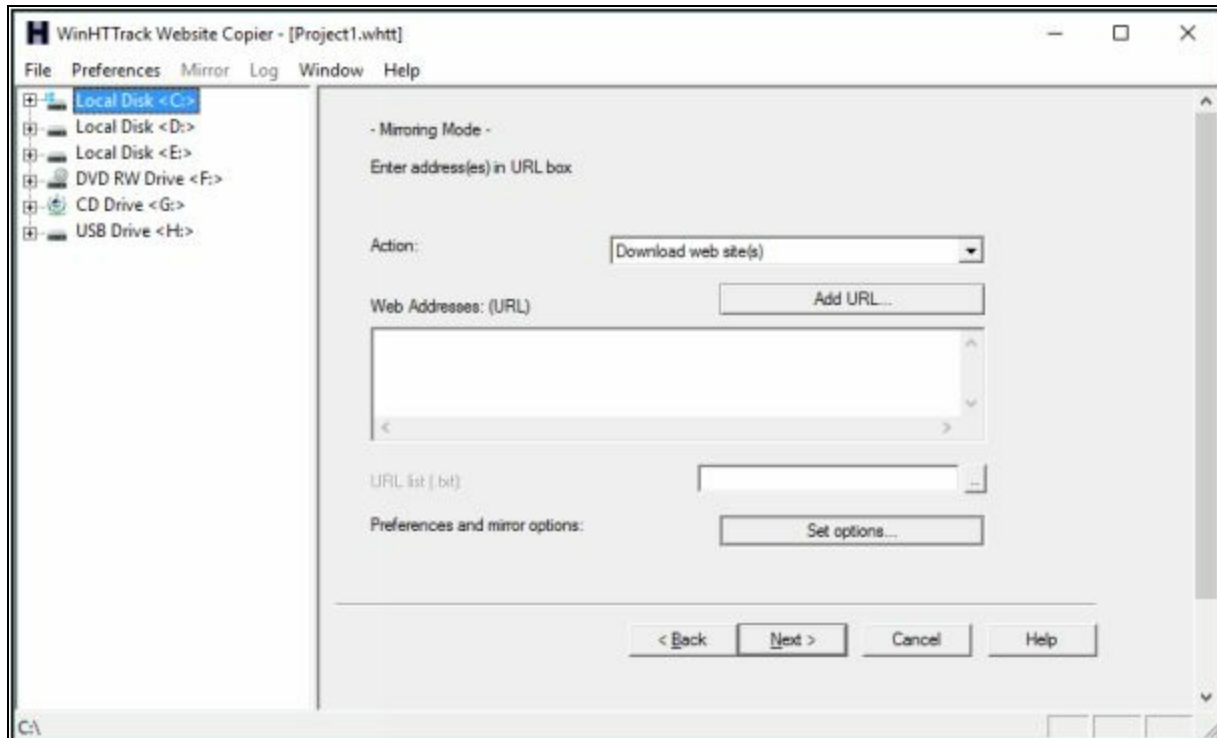 WinHTTrack Website Copier - [Project1.whtt]
File Preferences Mirror Log Window Help
Local Disk <C:>
Local Disk <D:>
Local Disk <E:>
DVD RW Drive <F:>
CD Drive <G:>
USB Drive <H:>
- Mirroring Mode -
Enter address(es) in URL box
Action:
Download web site(s)
Web Addresses: (URL)
Add URL...
URL list (.txt)
...
Preferences and mirror options:
Set options...
< Back
Next >
Cancel
Help
C:\